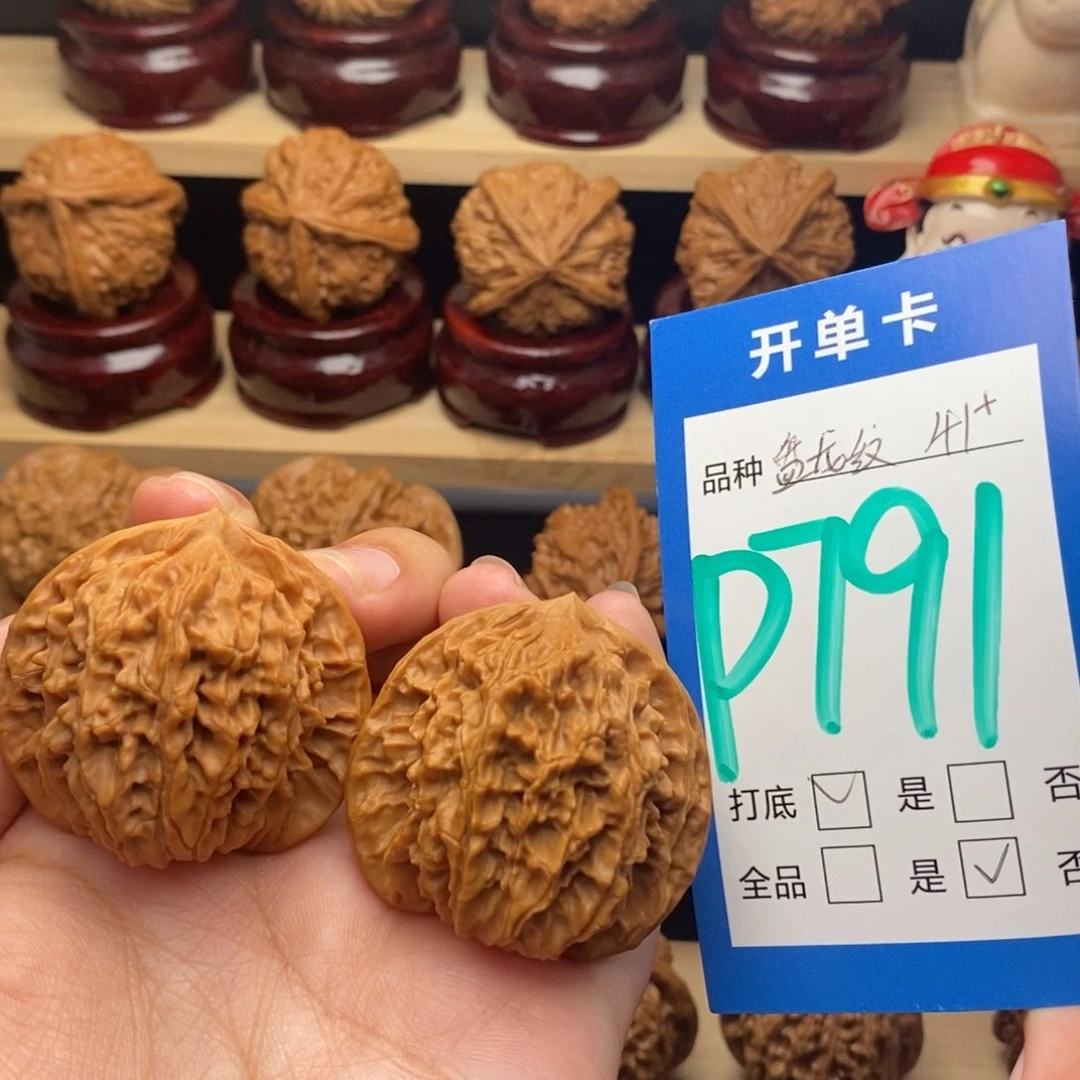 开单卡
品种 盘龙纹 41+
P791
打底 是 否
全品 是 否